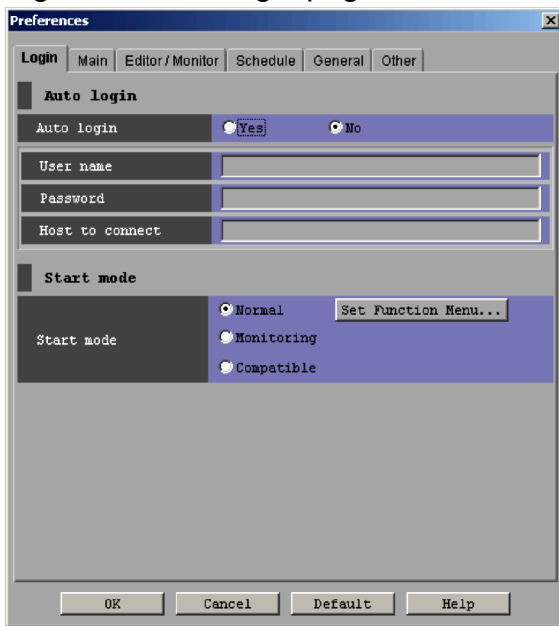 Preferences
Login Main Editor / Monitor Schedule General Other
Auto login
Auto login Yes No
User name
Password
Host to connect
Start mode
Start mode
Normal Set Function Menu...
Monitoring
Compatible
OK Cancel Default Help